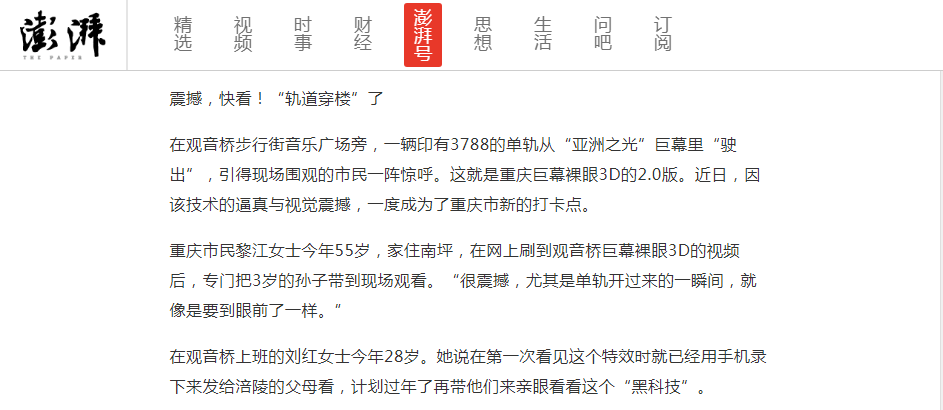 澎湃
THE PAPER
精选
视频
时事
财经
澎湃号
思想
生活
问吧
订阅
震撼，快看！“轨道穿楼”了
在观音桥步行街音乐广场旁，一辆印有3788的单轨从“亚洲之光”巨幕里“驶
出”，引得现场围观的市民一阵惊呼。这就是重庆巨幕裸眼3D的2.0版。近日，因
该技术的逼真与视觉震撼，一度成为了重庆市新的打卡点。
重庆市民黎江女士今年55岁，家住南坪，在网上刷到观音桥巨幕裸眼3D的视频
后，专门把3岁的孙子带到现场观看。“很震撼，尤其是单轨开过来的一瞬间，就
像是要到眼前了一样。”
在观音桥上班的刘红女士今年28岁。她说在第一次看见这个特效时就已经用手机录
下来发给涪陵的父母看，计划过年了再带他们来亲眼看看这个“黑科技”。